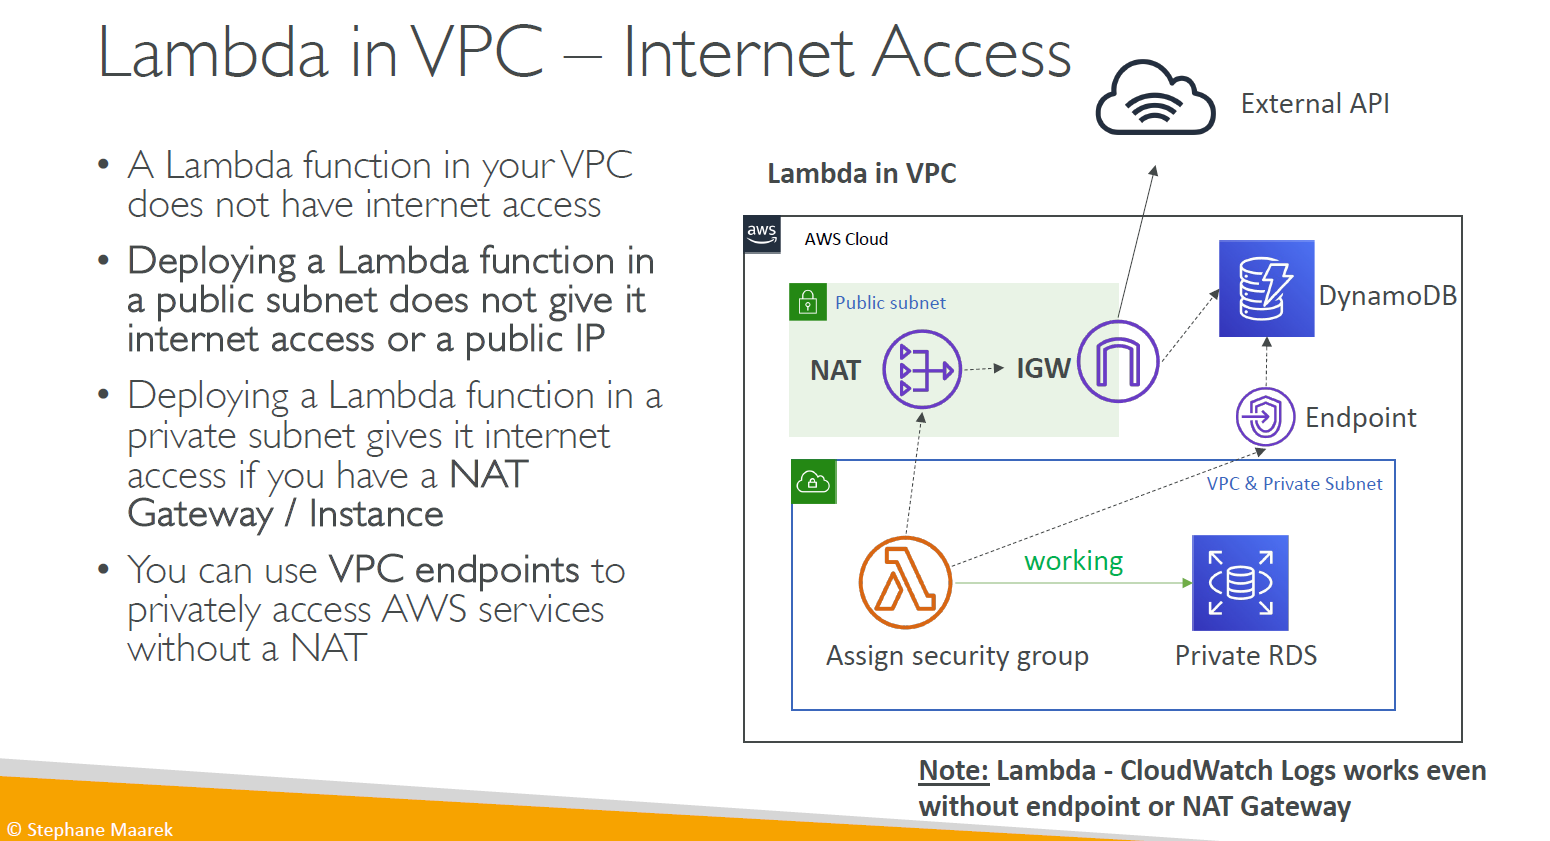 Lambda in VPC – Internet Access
• A Lambda function in your VPC
does not have internet access
• Deploying a Lambda function in
a public subnet does not give it
internet access or a public IP
• Deploying a Lambda function in a
private subnet gives it internet
access if you have a NAT
Gateway / Instance
• You can use VPC endpoints to
privately access AWS services
without a NAT
External API
Lambda in VPC
aws
AWS Cloud
Public subnet
DynamoDB
NAT
IGW
Endpoint
VPC & Private Subnet
working
Assign security group
Private RDS
Note: Lambda - CloudWatch Logs works even
without endpoint or NAT Gateway
© Stephane Maarek